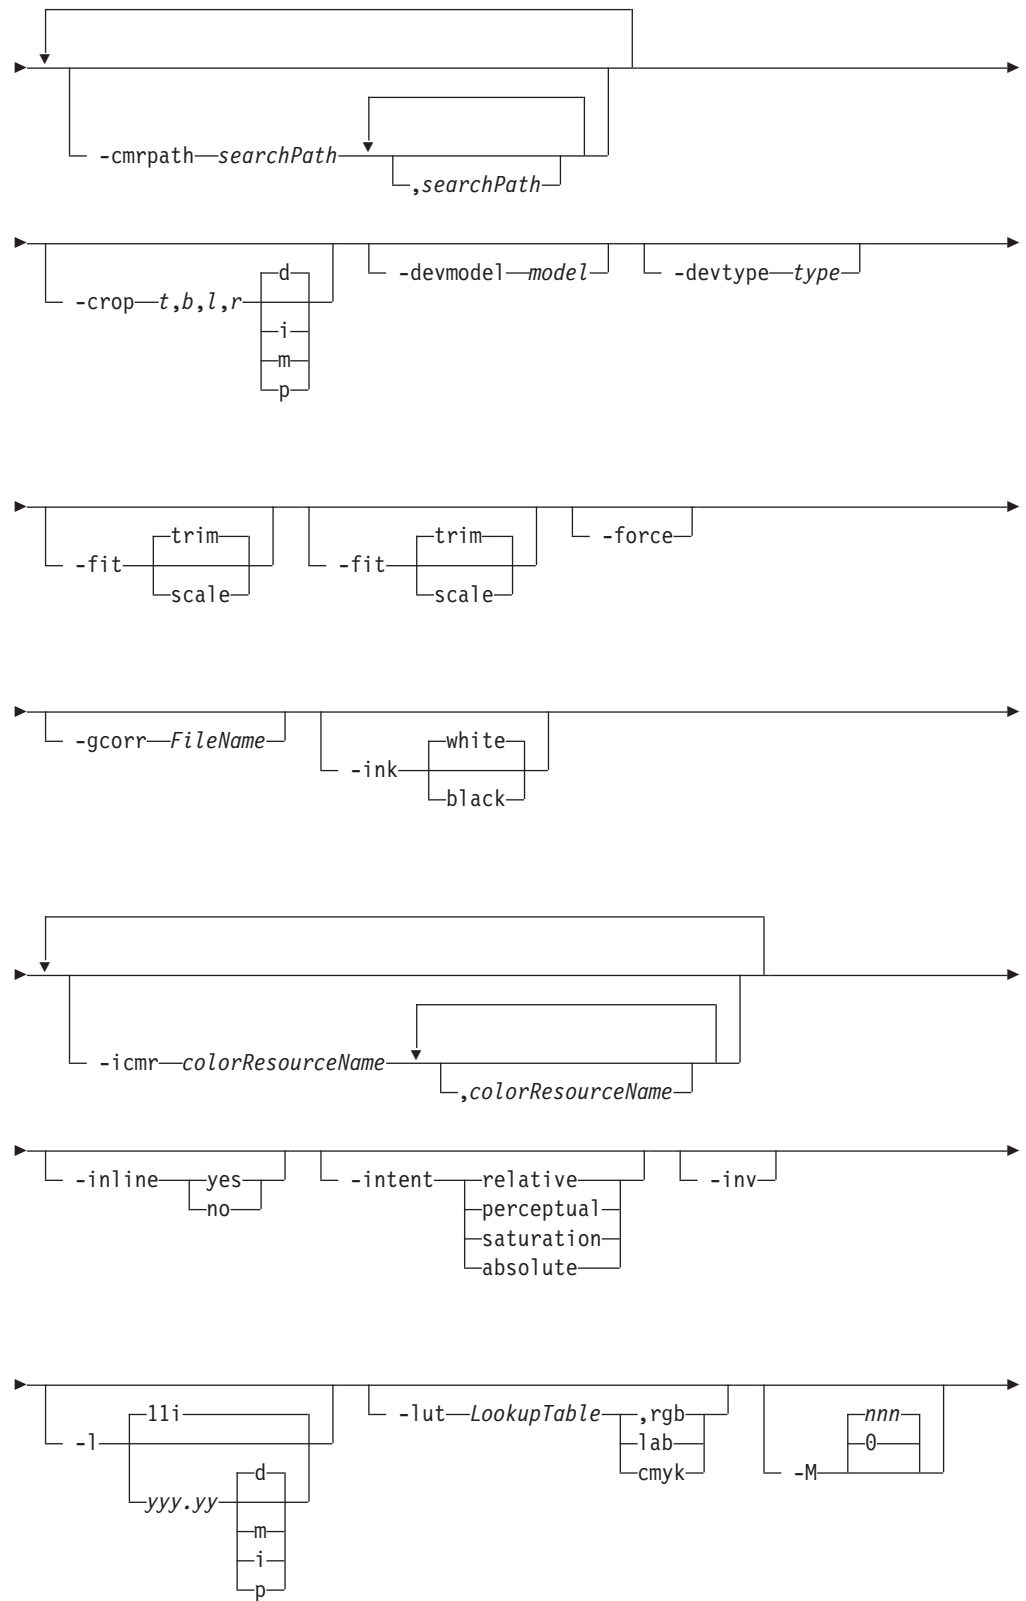 -cmrpath searchPath
,searchPath
-crop t,b,l,r d
i
m
p
-devmodel model
-devtype type
-fit trim
scale
-fit trim
scale
-force
-gcorr FileName
-ink white
black
-icmr colorResourceName
,colorResourceName
-inline yes
no
-intent relative
perceptual
saturation
absolute
-inv
-l 11i
yyy.yy d
m
i
p
-lut LookupTable ,rgb
lab
cmyk
-M nnn
0